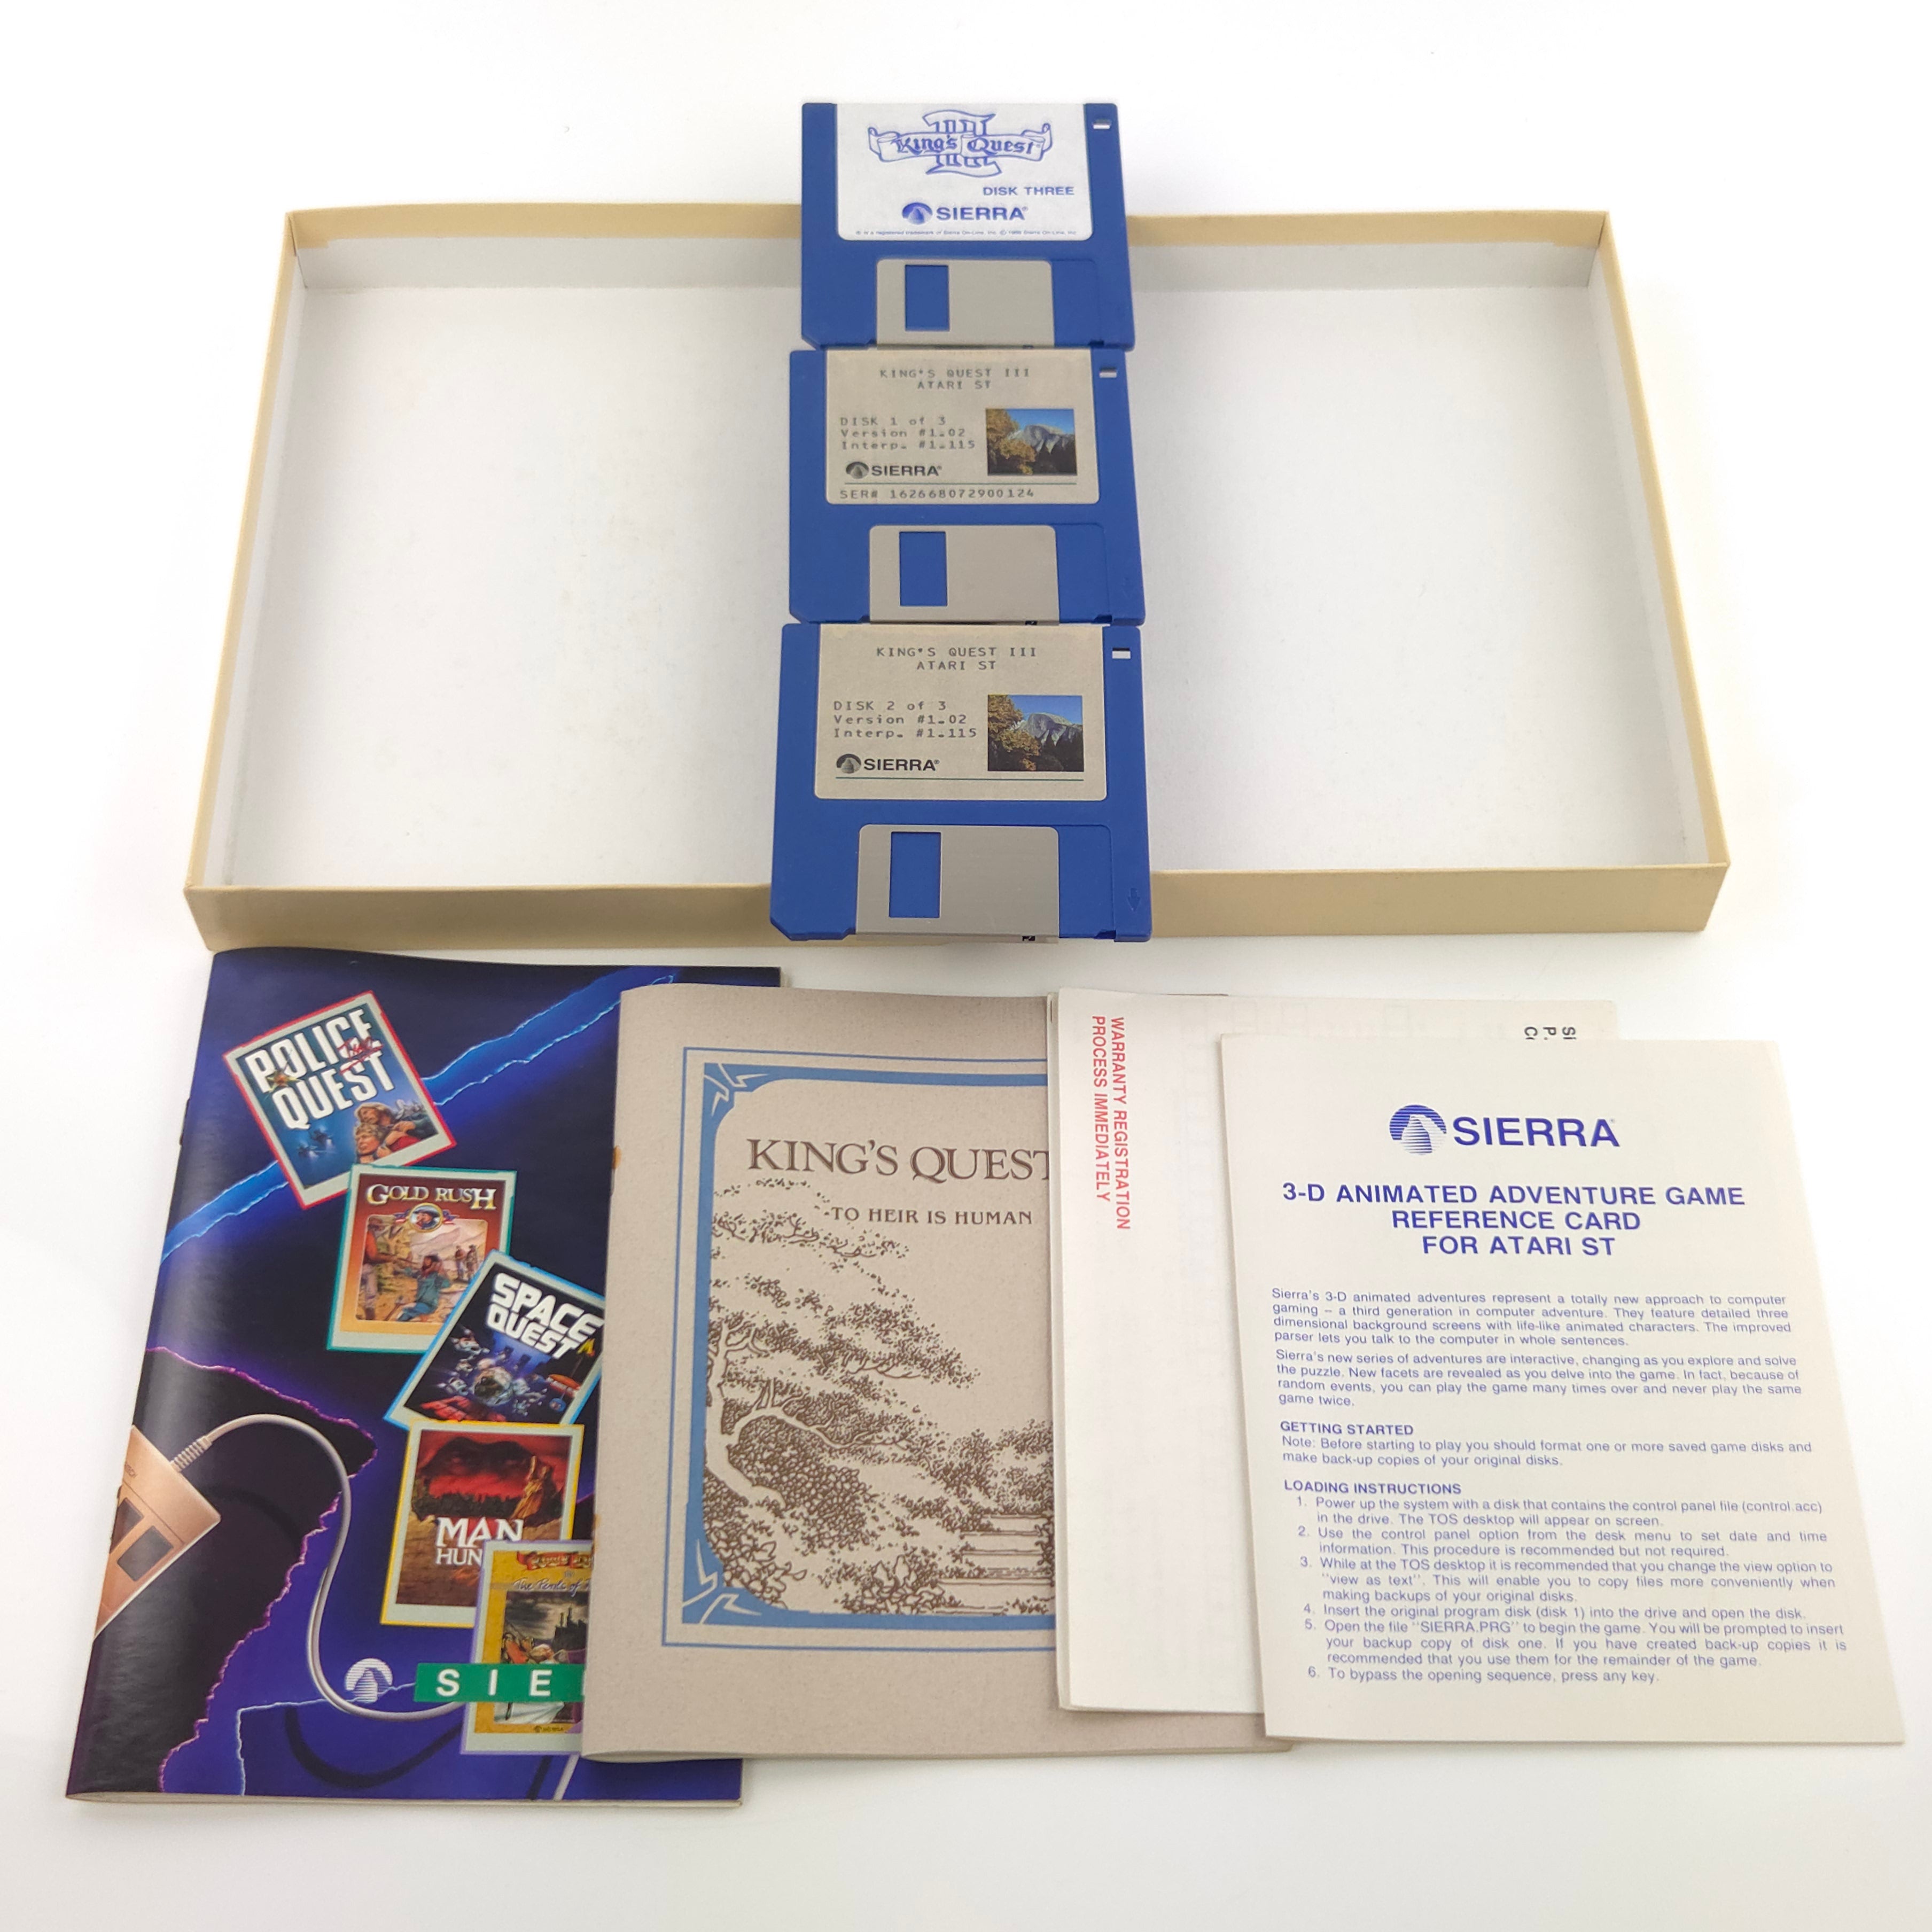 III
King's Quest
DISK THREE
SIERRA®
® is a registered trademark of Sierra On-Line, Inc. © 1988 Sierra On-Line, Inc.
KING'S QUEST III
ATARI ST
DISK 1 of 3
Version #1.02
Interp. #1.115
SIERRA®
SER# 162668072900124
KING'S QUEST III
ATARI ST
DISK 2 of 3
Version #1.02
Interp. #1.115
SIERRA®
POLICE
QUEST
GOLD RUSH
SPACE
QUEST
MAN
HUN
The Perils of
SIE
KING'S QUEST
TO HEIR IS HUMAN
WARRANTY REGISTRATION
PROCESS IMMEDIATELY
SIERRA
3-D ANIMATED ADVENTURE GAME
REFERENCE CARD
FOR ATARI ST
Sierra's 3-D animated adventures represent a totally new approach to computer
gaming – a third generation in computer adventure. They feature detailed three
dimensional background screens with life-like animated characters. The improved
parser lets you talk to the computer in whole sentences.
Sierra's new series of adventures are interactive, changing as you explore and solve
the puzzle. New facets are revealed as you delve into the game. In fact, because of
random events, you can play the game many times over and never play the same
game twice.
GETTING STARTED
Note: Before starting to play you should format one or more saved game disks and
make back-up copies of your original disks.
LOADING INSTRUCTIONS
1. Power up the system with a disk that contains the control panel file (control.acc)
in the drive. The TOS desktop will appear on screen.
2. Use the control panel option from the desk menu to set date and time
information. This procedure is recommended but not required.
3. While at the TOS desktop it is recommended that you change the view option to
"view as text". This will enable you to copy files more conveniently when
making backups of your original disks.
4. Insert the original program disk (disk 1) into the drive and open the disk.
5. Open the file "SIERRA.PRG" to begin the game. You will be prompted to insert
your backup copy of disk one. If you have created back-up copies it is
recommended that you use them for the remainder of the game.
6. To bypass the opening sequence, press any key.